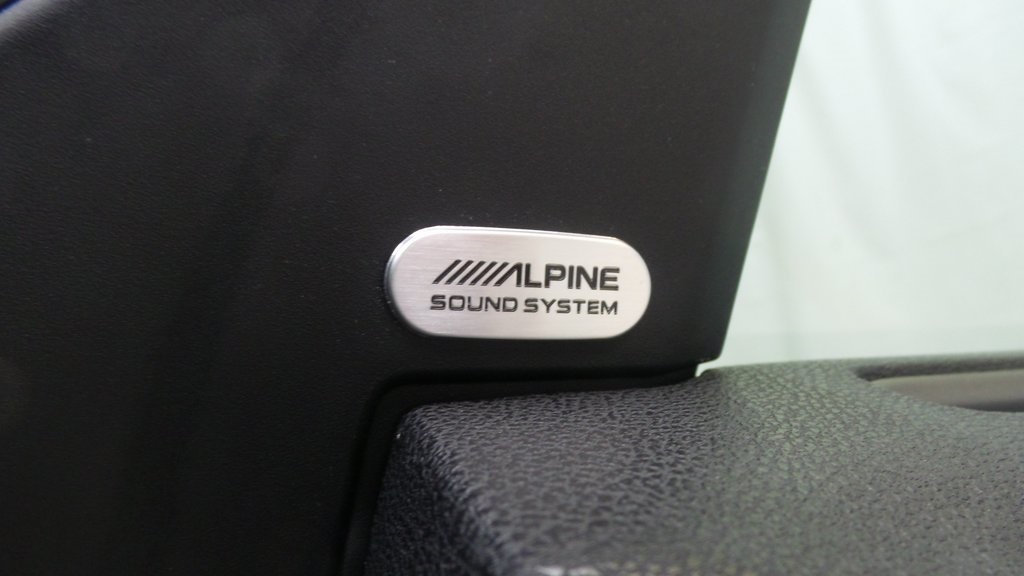 ALPINE
SOUND SYSTEM